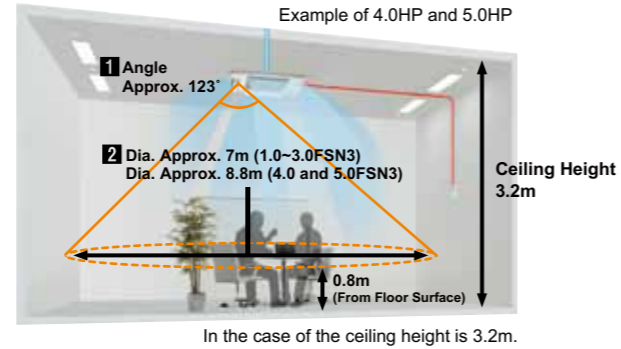 Example of 4.0HP and 5.0HP
1 Angle
Approx. 123˚
2 Dia. Approx. 7m (1.0~3.0FSN3)
Dia. Approx. 8.8m (4.0 and 5.0FSN3)
Ceiling Height
3.2m
0.8m
(From Floor Surface)
In the case of the ceiling height is 3.2m.